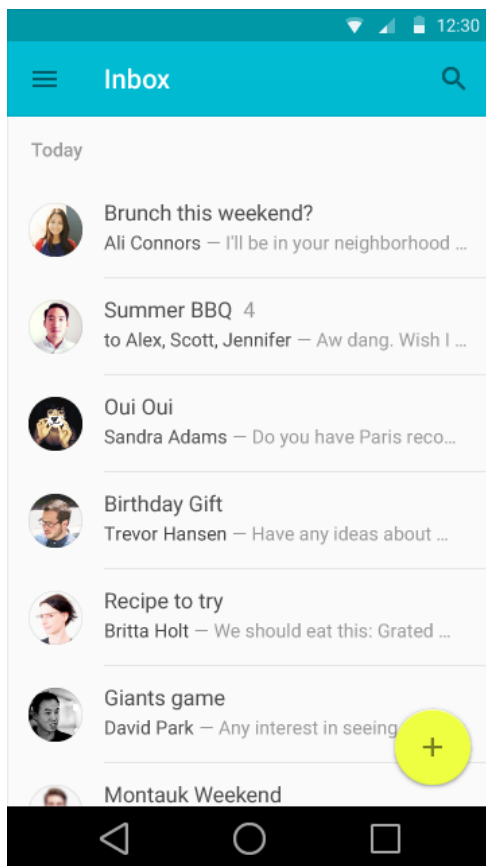 12:30
Inbox
Today
Brunch this weekend?
Ali Connors — I'll be in your neighborhood ...
Summer BBQ 4
to Alex, Scott, Jennifer — Aw dang. Wish I ...
Oui Oui
Sandra Adams — Do you have Paris reco...
Birthday Gift
Trevor Hansen — Have any ideas about ...
Recipe to try
Britta Holt — We should eat this: Grated ...
Giants game
David Park — Any interest in seeing
Montauk Weekend